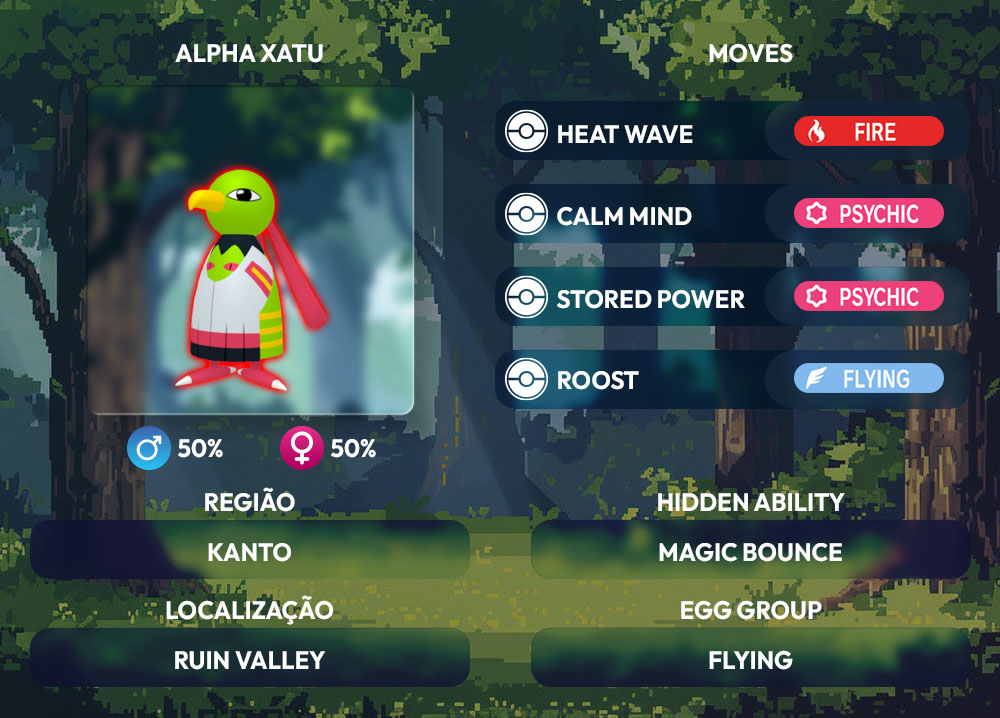 ALPHA XATU
50%
50%
REGIÃO
KANTO
LOCALIZAÇÃO
RUIN VALLEY
MOVES
HEAT WAVE FIRE
CALM MIND PSYCHIC
STORED POWER PSYCHIC
ROOST FLYING
HIDDEN ABILITY
MAGIC BOUNCE
EGG GROUP
FLYING